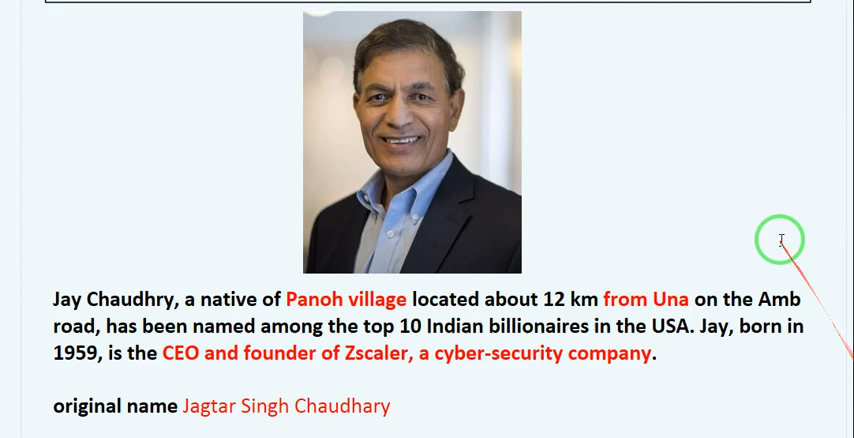 Jay Chaudhry, a native of Panoh village located about 12 km from Una on the Amb
road, has been named among the top 10 Indian billionaires in the USA. Jay, born in
1959, is the CEO and founder of Zscaler, a cyber-security company.
original name Jagtar Singh Chaudhary